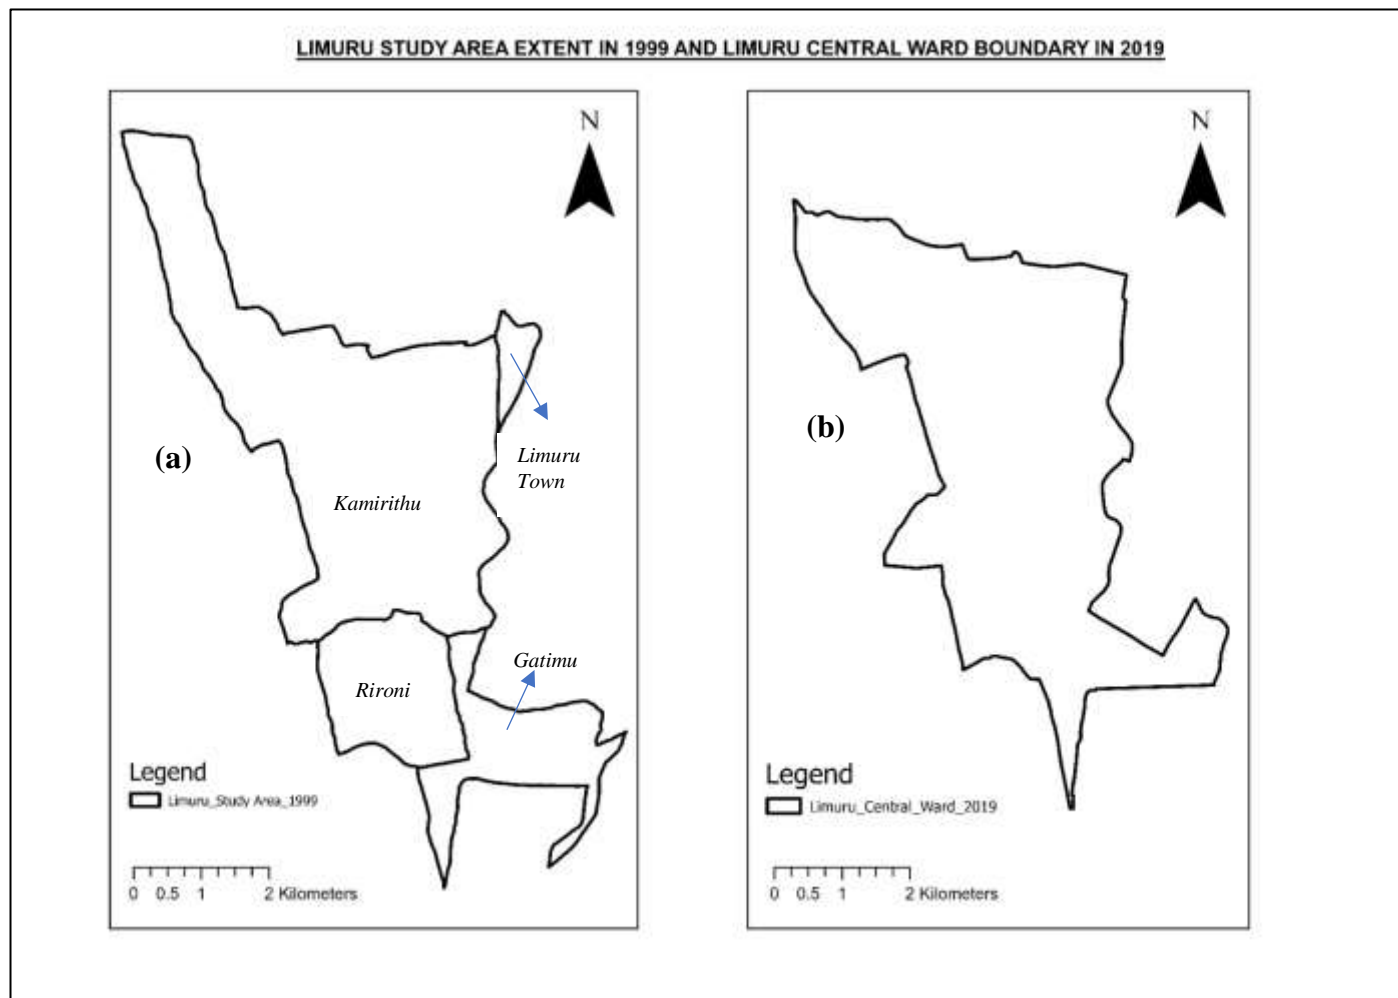 LIMURU STUDY AREA EXTENT IN 1999 AND LIMURU CENTRAL WARD BOUNDARY IN 2019
N
(a)
Limuru
Town
Kamirithu
Gatimu
Rironi
Legend
Limuru_Study Area_1999
0 0.5 1 2 Kilometers
N
(b)
Legend
Limuru_Central_Ward_2019
0 0.5 1 2 Kilometers